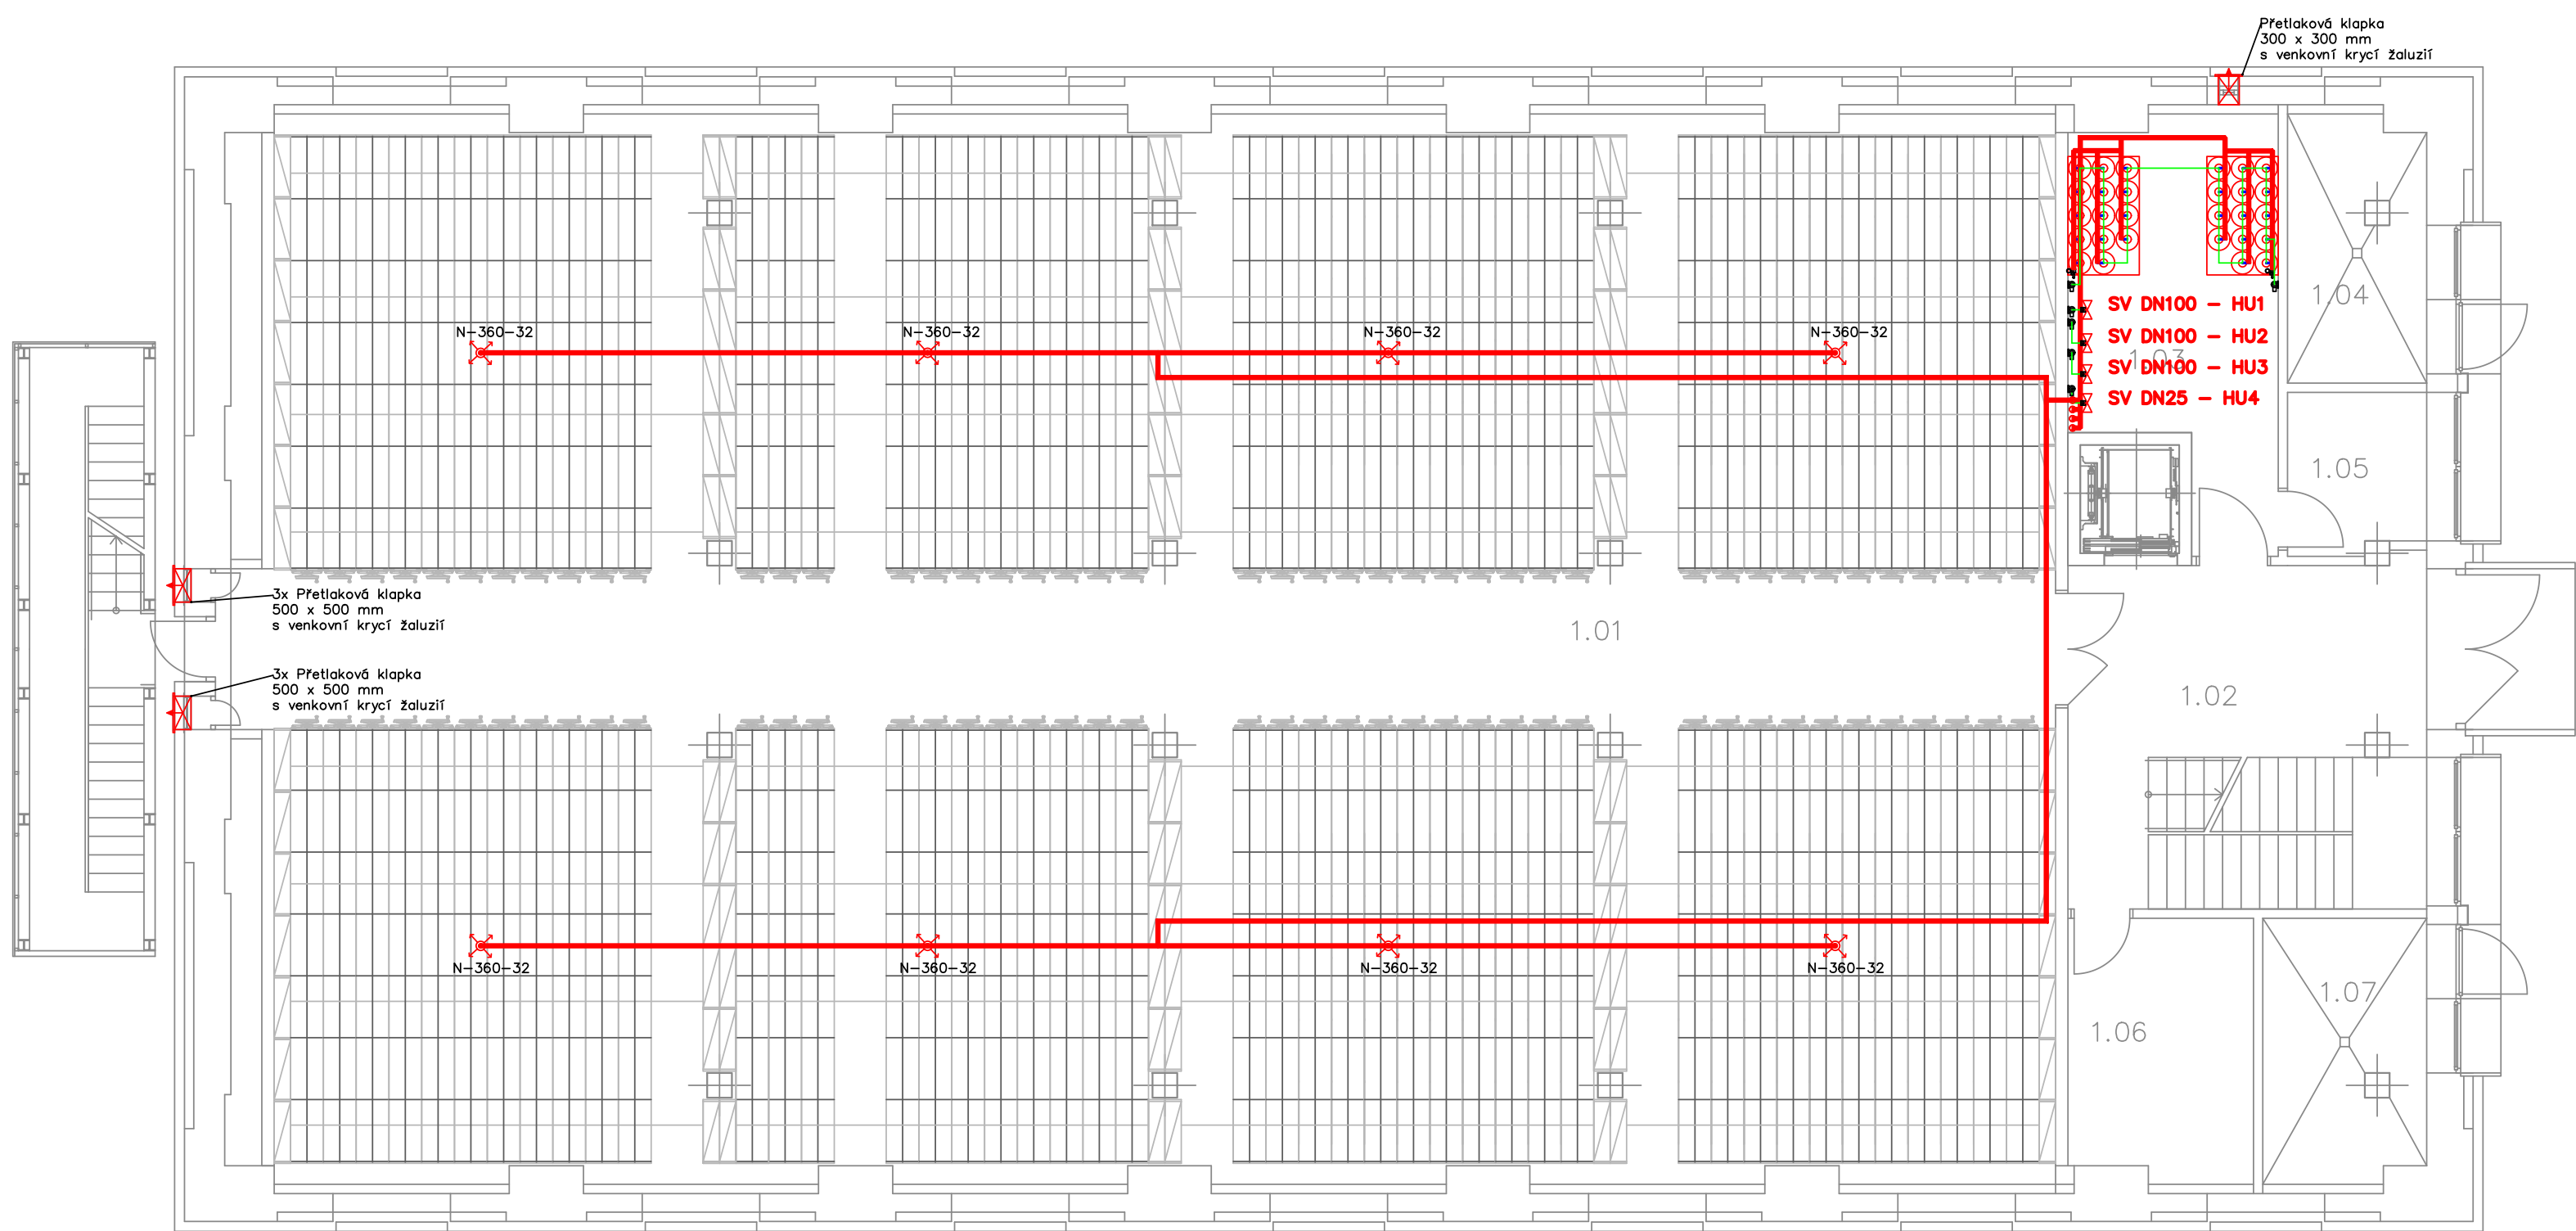 Přetlaková klapka
300 x 300 mm
s venkovní krycí žaluzií
1.04
SV DN100 – HU1
SV DN100 – HU2
1.03
SV DN100 – HU3
SV DN25 – HU4
N-360-32
N-360-32
N-360-32
N-360-32
1.05
3x Přetlaková klapka
500 x 500 mm
s venkovní krycí žaluzií
1.01
3x Přetlaková klapka
500 x 500 mm
s venkovní krycí žaluzií
1.02
N-360-32
N-360-32
N-360-32
N-360-32
1.07
1.06